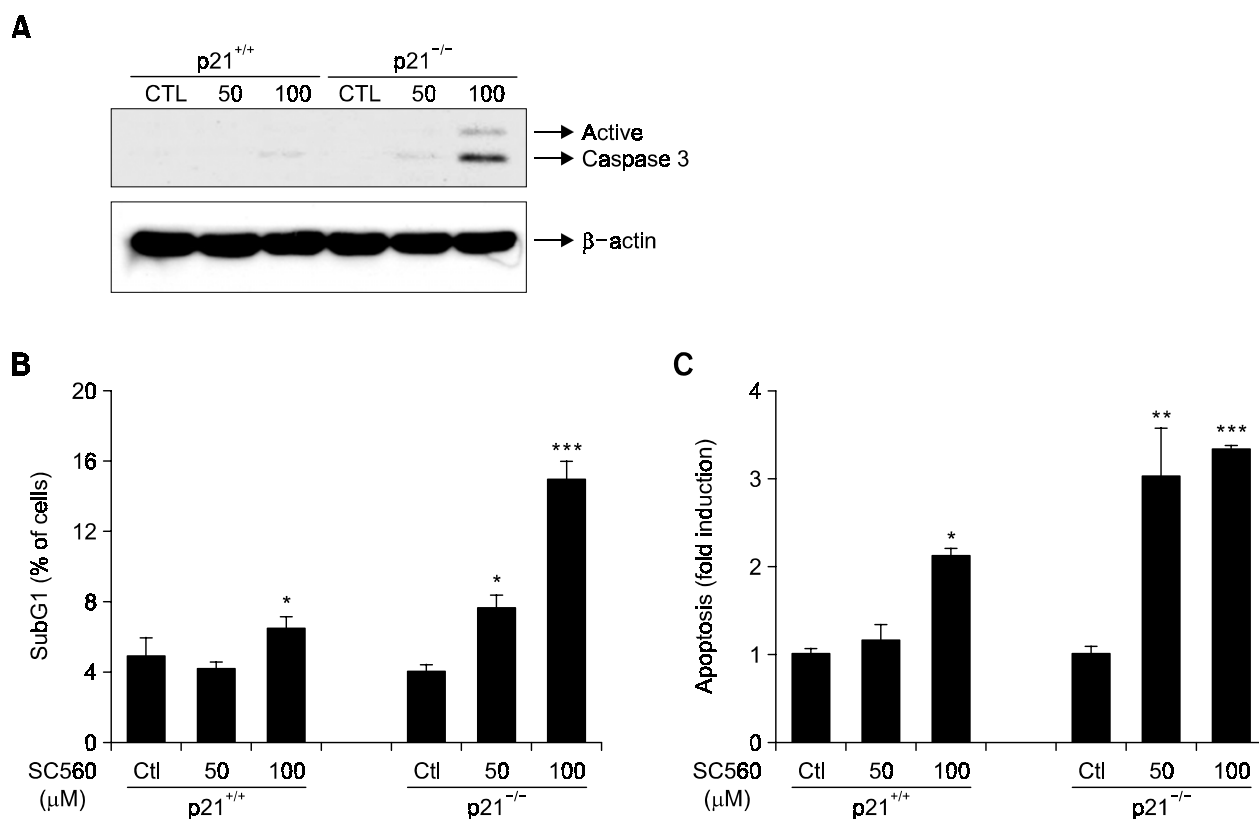 A
p21+/+ p21−/−
CTL 50 100 CTL 50 100
Active
Caspase 3
β−actin
B
20
16
12
8
4
0
SubG1 (% of cells)
* * ***
SC560 (μM)
Ctl 50 100 Ctl 50 100
p21+/+ p21−/−
C
4
3
2
1
0
Apoptosis (fold induction)
* ** ***
SC560 (μM)
Ctl 50 100 Ctl 50 100
p21+/+ p21−/−